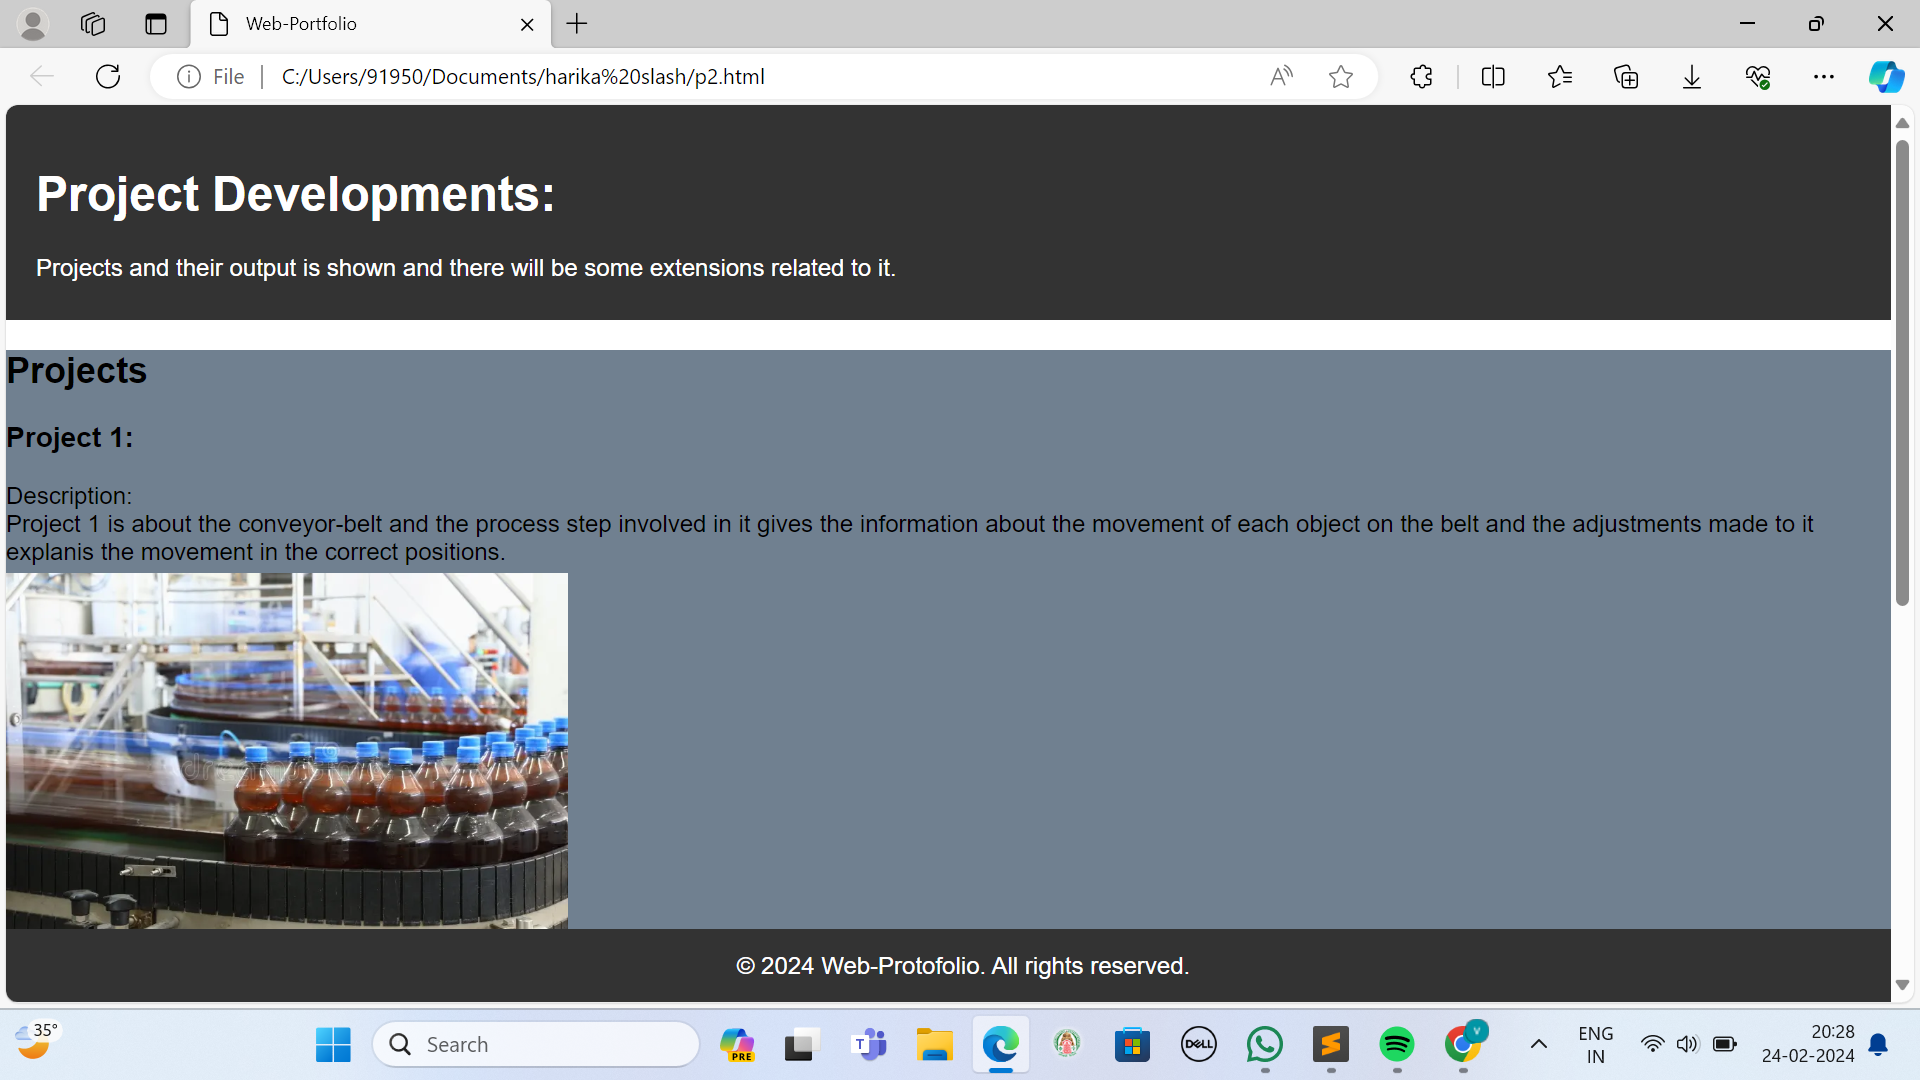 Web-Portfolio
File
C:/Users/91950/Documents/harika%20slash/p2.html
Project Developments:
Projects and their output is shown and there will be some extensions related to it.
Projects
Project 1:
Description:
Project 1 is about the conveyor-belt and the process step involved in it gives the information about the movement of each object on the belt and the adjustments made to it
explanis the movement in the correct positions.
© 2024 Web-Protofolio. All rights reserved.
35°
Search
PRE
T
DELL
V
ENG
IN
20:28
24-02-2024